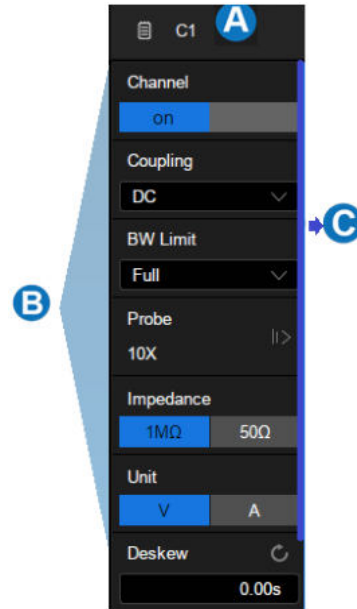 C1
A
Channel
on
Coupling
DC
C
BW Limit
Full
B
Probe
10X
Impedance
1MΩ 50Ω
Unit
V A
Deskew
0.00s